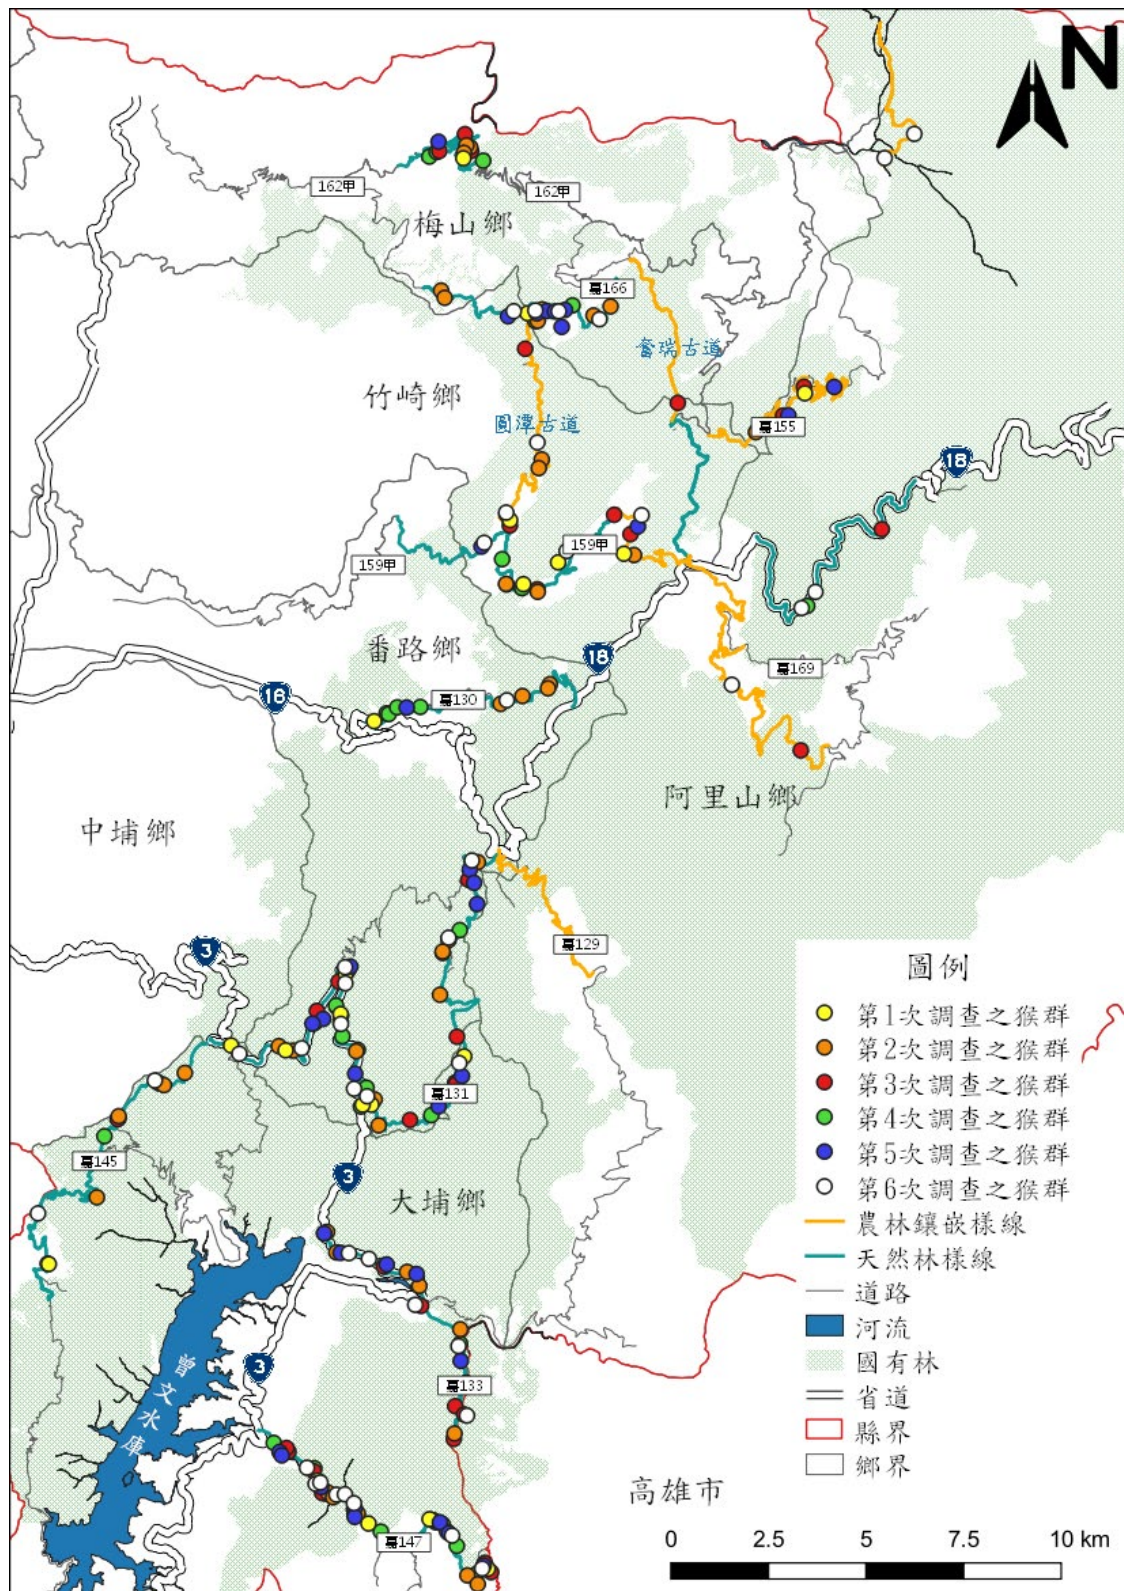 N
162甲
162甲
梅山鄉
嘉166
奮瑞古道
竹崎鄉
圓潭古道
嘉155
18
159甲
159甲
番路鄉
18
嘉169
18
嘉130
阿里山鄉
中埔鄉
3
嘉129
嘉131
嘉145
3
大埔鄉
3
嘉133
曾文水庫
高雄市
嘉147
圖例
第1次調查之猴群
第2次調查之猴群
第3次調查之猴群
第4次調查之猴群
第5次調查之猴群
第6次調查之猴群
農林鑲嵌樣線
天然林樣線
道路
河流
國有林
省道
縣界
鄉界
0 2.5 5 7.5 10 km